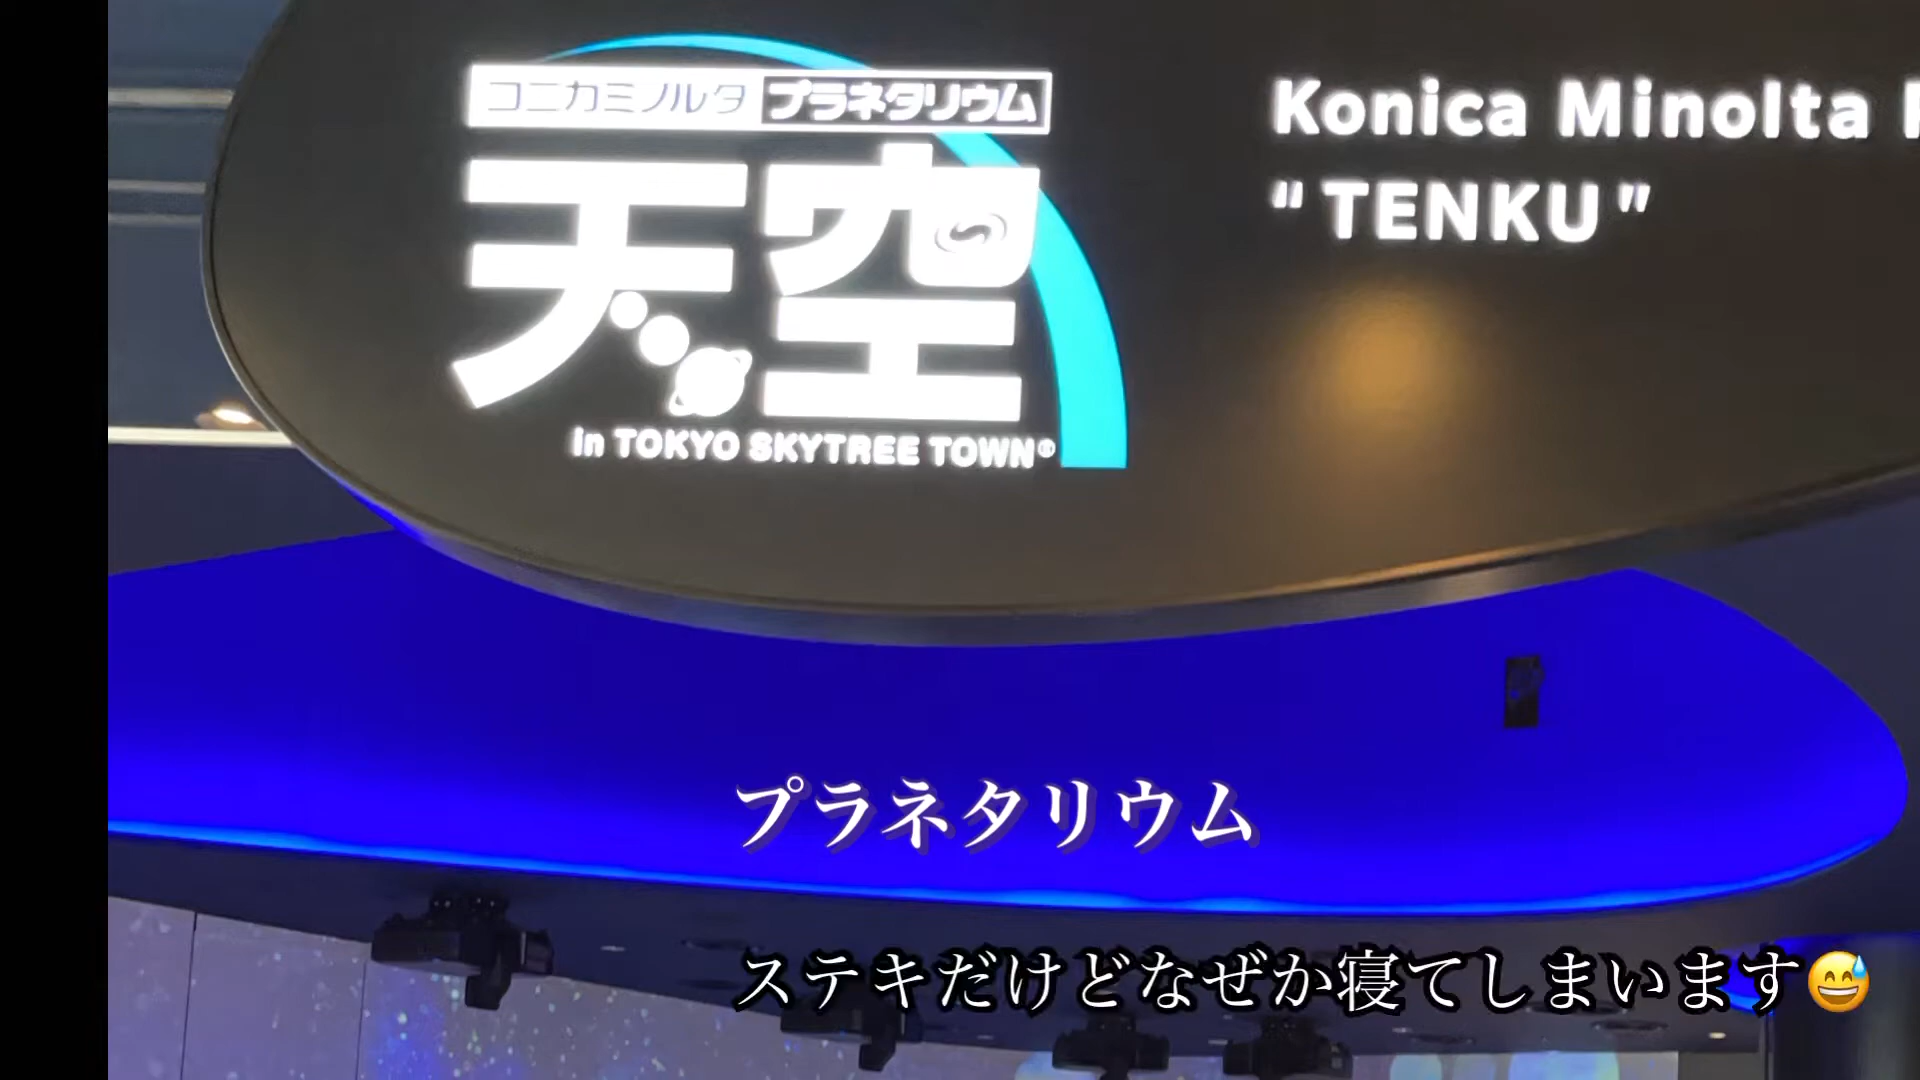 コニカミノルタ プラネタリウム
天空
in TOKYO SKYTREE TOWN®
Konica Minolta
"TENKU"
プラネタリウム
ステキだけどなぜか寝てしまいます😅